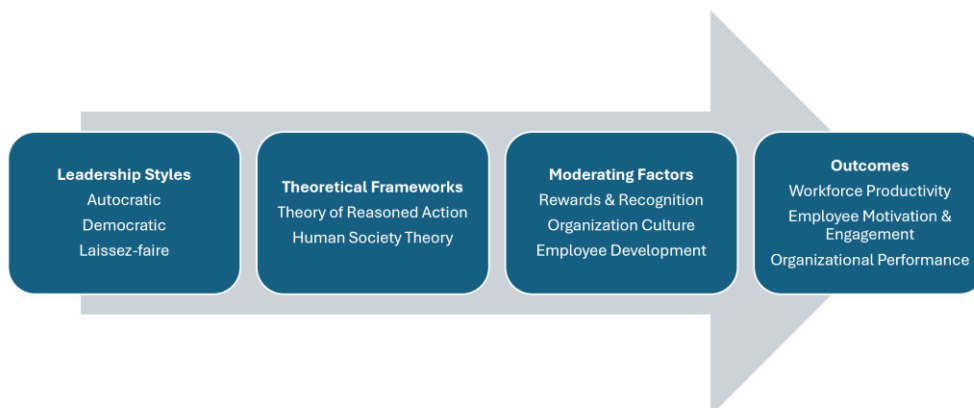 Leadership Styles
Autocratic
Democratic
Laissez-faire
Theoretical Frameworks
Theory of Reasoned Action
Human Society Theory
Moderating Factors
Rewards & Recognition
Organization Culture
Employee Development
Outcomes
Workforce Productivity
Employee Motivation &
Engagement
Organizational Performance